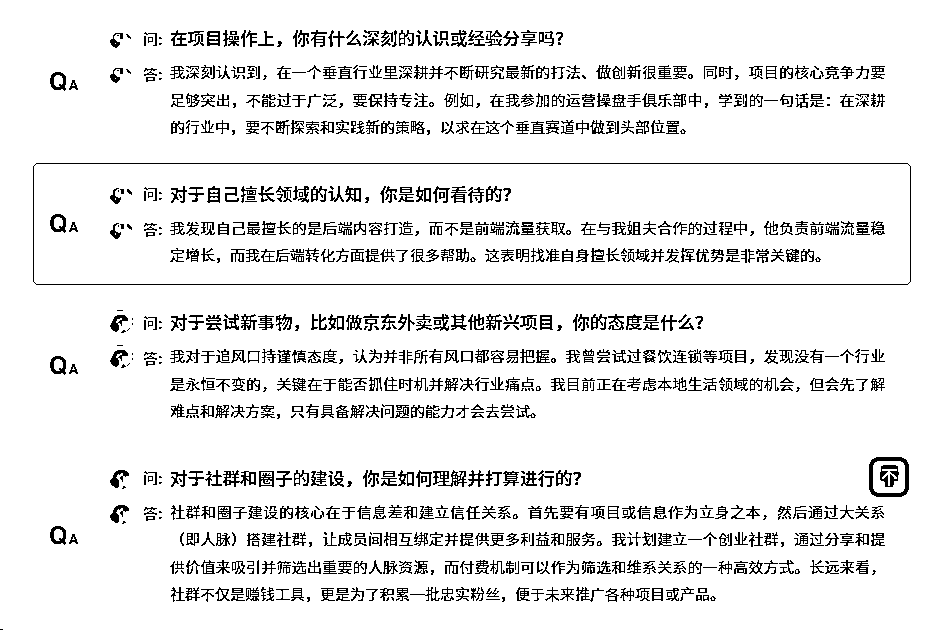 问: 在项目操作上，你有什么深刻的认识或经验分享吗？
QA 答: 我深刻认识到，在一个垂直行业里深耕并不断研究最新的打法、做创新很重要。同时，项目的核心竞争力要
足够突出，不能过于广泛，要保持专注。例如，在我参加的运营操盘手俱乐部中，学到的一句话是：在深耕
的行业中，要不断探索和实践新的策略，以求在这个垂直赛道中做到头部位置。
问: 对于自己擅长领域的认知，你是如何看待的？
QA 答: 我发现自己最擅长的是后端内容打造，而不是前端流量获取。在与我姐夫合作的过程中，他负责前端流量稳
定增长，而我在后端转化方面提供了很多帮助。这表明找准自身擅长领域并发挥优势是非常关键的。
问: 对于尝试新事物，比如做京东外卖或其他新兴项目，你的态度是什么？
QA 答: 我对于追风口持谨慎态度，认为并非所有风口都容易把握。我曾尝试过餐饮连锁等项目，发现没有一个行业
是永恒不变的，关键在于能否抓住时机并解决行业痛点。我目前正在考虑本地生活领域的机会，但会先了解
难点和解决方案，只有具备解决问题的能力才会去尝试。
问: 对于社群和圈子的建设，你是如何理解并打算进行的？
QA 答: 社群和圈子建设的核心在于信息差和建立信任关系。首先要有项目或信息作为立身之本，然后通过大关系
（即人脉）搭建社群，让成员间相互绑定并提供更多利益和服务。我计划建立一个创业社群，通过分享和提
供价值来吸引并筛选出重要的人脉资源，而付费机制可以作为筛选和维系关系的一种高效方式。长远来看，
社群不仅是赚钱工具，更是为了积累一批忠实粉丝，便于未来推广各种项目或产品。